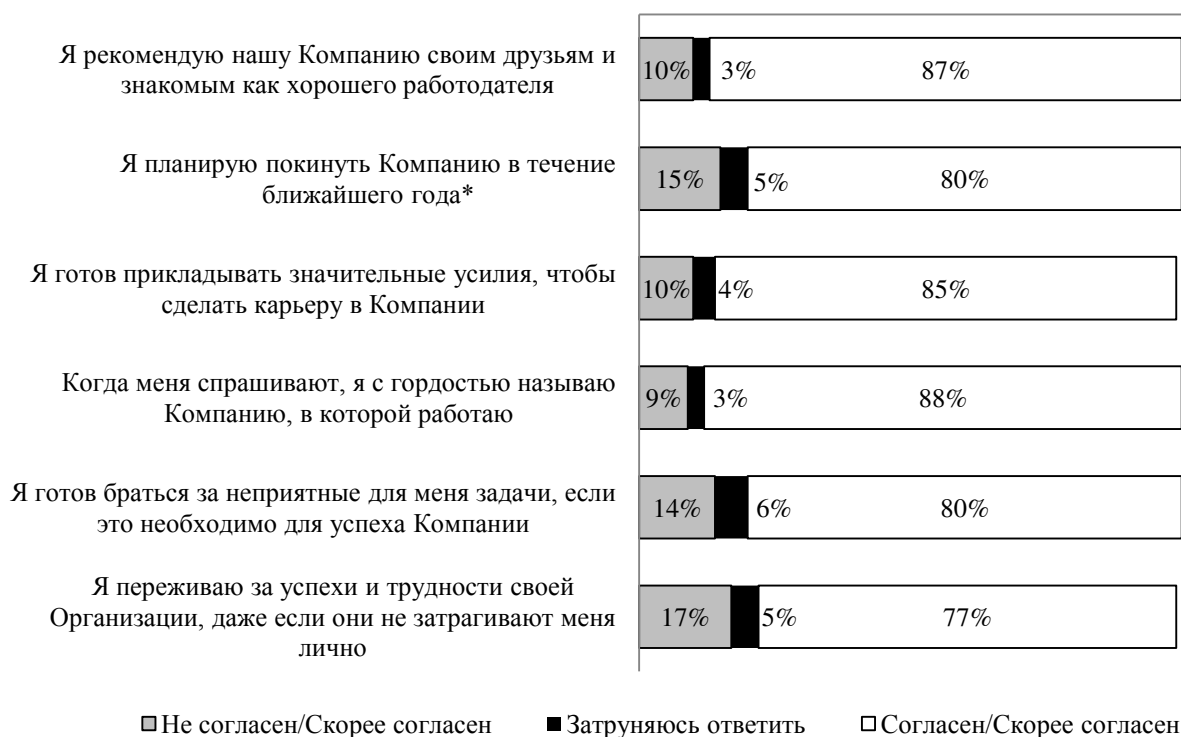 Я рекомендую нашу Компанию своим друзьям и
знакомым как хорошего работодателя
10% 3% 87%
Я планирую покинуть Компанию в течение
ближайшего года*
15% 5% 80%
Я готов прикладывать значительные усилия, чтобы
сделать карьеру в Компании
10% 4% 85%
Когда меня спрашивают, я с гордостью называю
Компанию, в которой работаю
9% 3% 88%
Я готов браться за неприятные для меня задачи, если
это необходимо для успеха Компании
14% 6% 80%
Я переживаю за успехи и трудности своей
Организации, даже если они не затрагивают меня
лично
17% 5% 77%
Не согласен/Скорее согласен Затруняюсь ответить Согласен/Скорее согласен